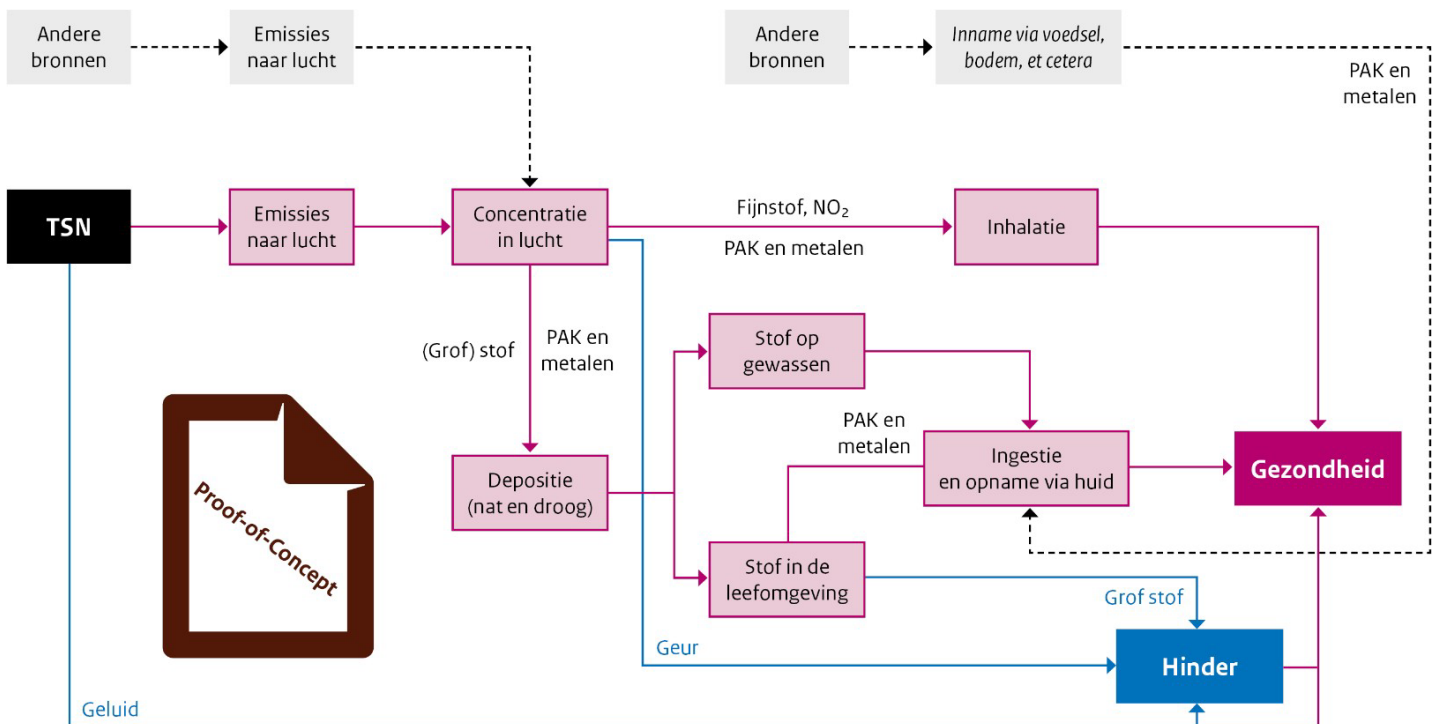 Andere
bronnen
Emissies
naar lucht
Andere
bronnen
Inname via voedsel,
bodem, et cetera
PAK en
metalen
TSN
Emissies
naar lucht
Concentratie
in lucht
Fijnstof, NO₂
PAK en metalen
Inhalatie
(Grof) stof
PAK en
metalen
Stof op
gewassen
PAK en
metalen
Depositie
(nat en droog)
Ingestie
en opname via huid
Gezondheid
Proof-of-Concept
Stof in de
leefomgeving
Grof stof
Geur
Hinder
Geluid